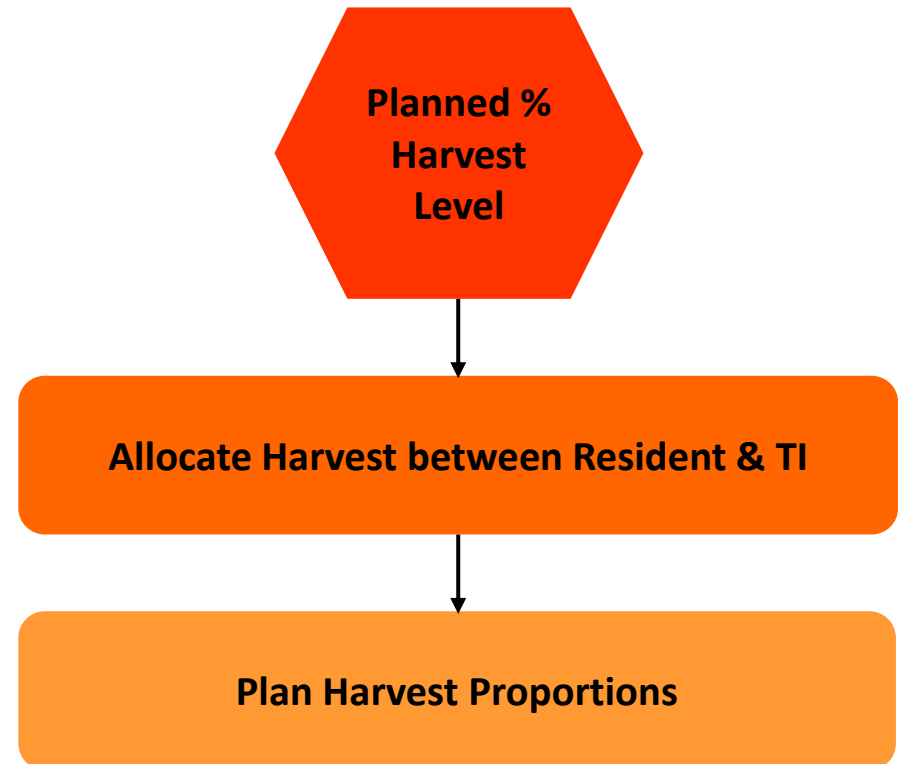 Planned %
Harvest
Level
Allocate Harvest between Resident & TI
Plan Harvest Proportions